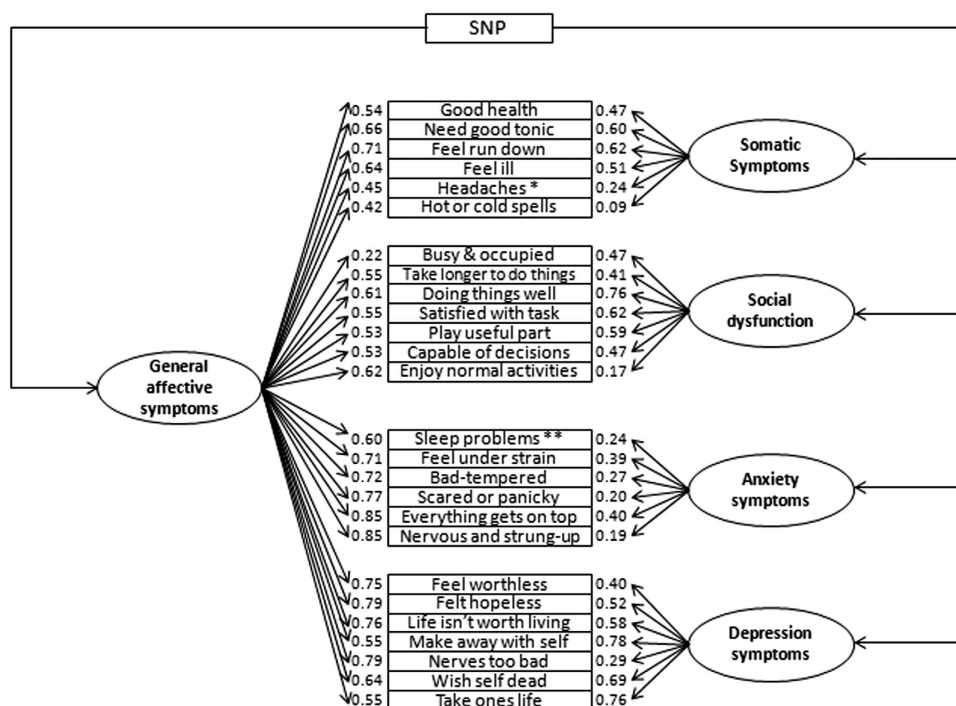 SNP
0.54 Good health 0.47
0.66 Need good tonic 0.60
0.71 Feel run down 0.62
0.64 Feel ill 0.51
0.45 Headaches * 0.24
0.42 Hot or cold spells 0.09
Somatic
Symptoms
0.22 Busy & occupied 0.47
0.55 Take longer to do things 0.41
0.61 Doing things well 0.76
0.55 Satisfied with task 0.62
0.53 Play useful part 0.59
0.53 Capable of decisions 0.47
0.62 Enjoy normal activities 0.17
Social
dysfunction
General
affective
symptoms
0.60 Sleep problems ** 0.24
0.71 Feel under strain 0.39
0.72 Bad-tempered 0.27
0.77 Scared or panicky 0.20
0.85 Everything gets on top 0.40
0.85 Nervous and strung-up 0.19
Anxiety
symptoms
0.75 Feel worthless 0.40
0.79 Felt hopeless 0.52
0.76 Life isn't worth living 0.58
0.55 Make away with self 0.78
0.79 Nerves too bad 0.29
0.64 Wish self dead 0.69
0.55 Take ones life 0.76
Depression
symptoms